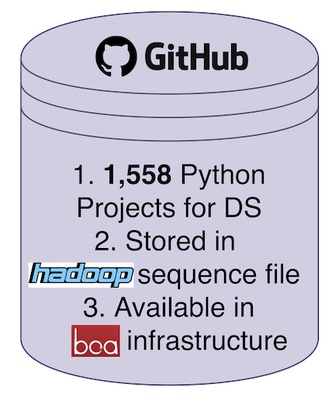 GitHub
1. 1,558 Python
Projects for DS
2. Stored in
hadoop sequence file
3. Available in
boa infrastructure